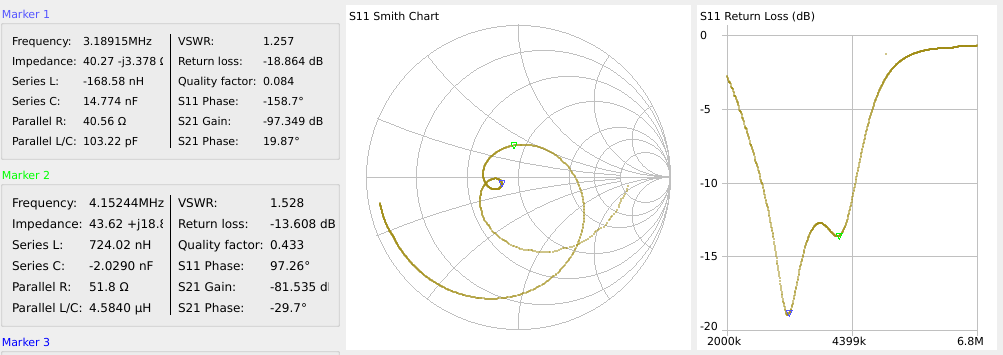 Marker 1
Frequency: 3.18915MHz VSWR: 1.257
Impedance: 40.27 -j3.378 Return loss: -18.864 dB
Series L: -168.58 nH Quality factor: 0.084
Series C: 14.774 nF S11 Phase: -158.7°
Parallel R: 40.56 Ω S21 Gain: -97.349 dB
Parallel L/C: 103.22 pF S21 Phase: 19.87°
Marker 2
Frequency: 4.15244MHz VSWR: 1.528
Impedance: 43.62 +j18.8 Return loss: -13.608 dB
Series L: 724.02 nH Quality factor: 0.433
Series C: -2.0290 nF S11 Phase: 97.26°
Parallel R: 51.8 Ω S21 Gain: -81.535 d
Parallel L/C: 4.5840 µH S21 Phase: -29.7°
Marker 3
S11 Smith Chart
S11 Return Loss (dB)
0
-5
-10
-15
-20
2000k 4399k 6.8M